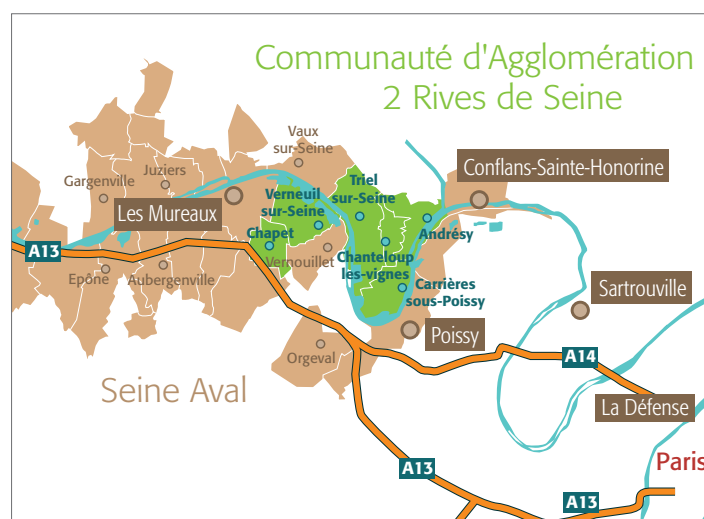 Communauté d'Agglomération
2 Rives de Seine
Vaux
sur-Seine
Conflans-Sainte-Honorine
Juziers
Triel
sur-Seine
Gargenville
Verneuil
sur-Seine
Les Mureaux
Andrésy
Chapet
A13
Chanteloup
les-vignes
Vernouillet
Epône
Aubergenville
Carrières
sous-Poissy
Sartrouville
Poissy
Orgeval
A14
Seine Aval
La Défense
Paris
A13
A13